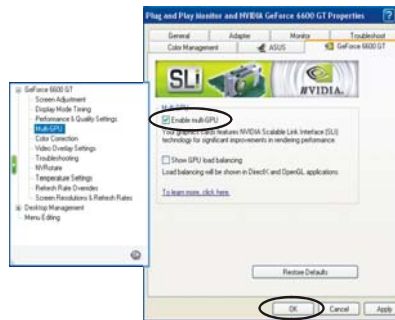 Plug and Play Monitor and NVIDIA GeForce 6600 GT Properties
General Adapter Monitor Troubleshoot
Color Management ASUS GeForce 6600 GT
SLI NVIDIA.
Multi-GPU
Enable multi-GPU
Your graphics cards features NVIDIA Scalable Link Interface (SLI)
technology for significant improvements in rendering performance.
Show GPU load balancing
Load balancing will be shown in Direct3D and OpenGL applications.
To learn more, click here.
Restore Defaults
OK Cancel Apply
GeForce 6600 GT
Screen Adjustment
Display Mode Timing
Performance & Quality Settings
Multi-GPU
Color Correction
Video Overlay Settings
Troubleshooting
NVRotate
Temperature Settings
Refresh Rate Overrides
Screen Resolutions & Refresh Rates
Desktop Management
Menu Editing